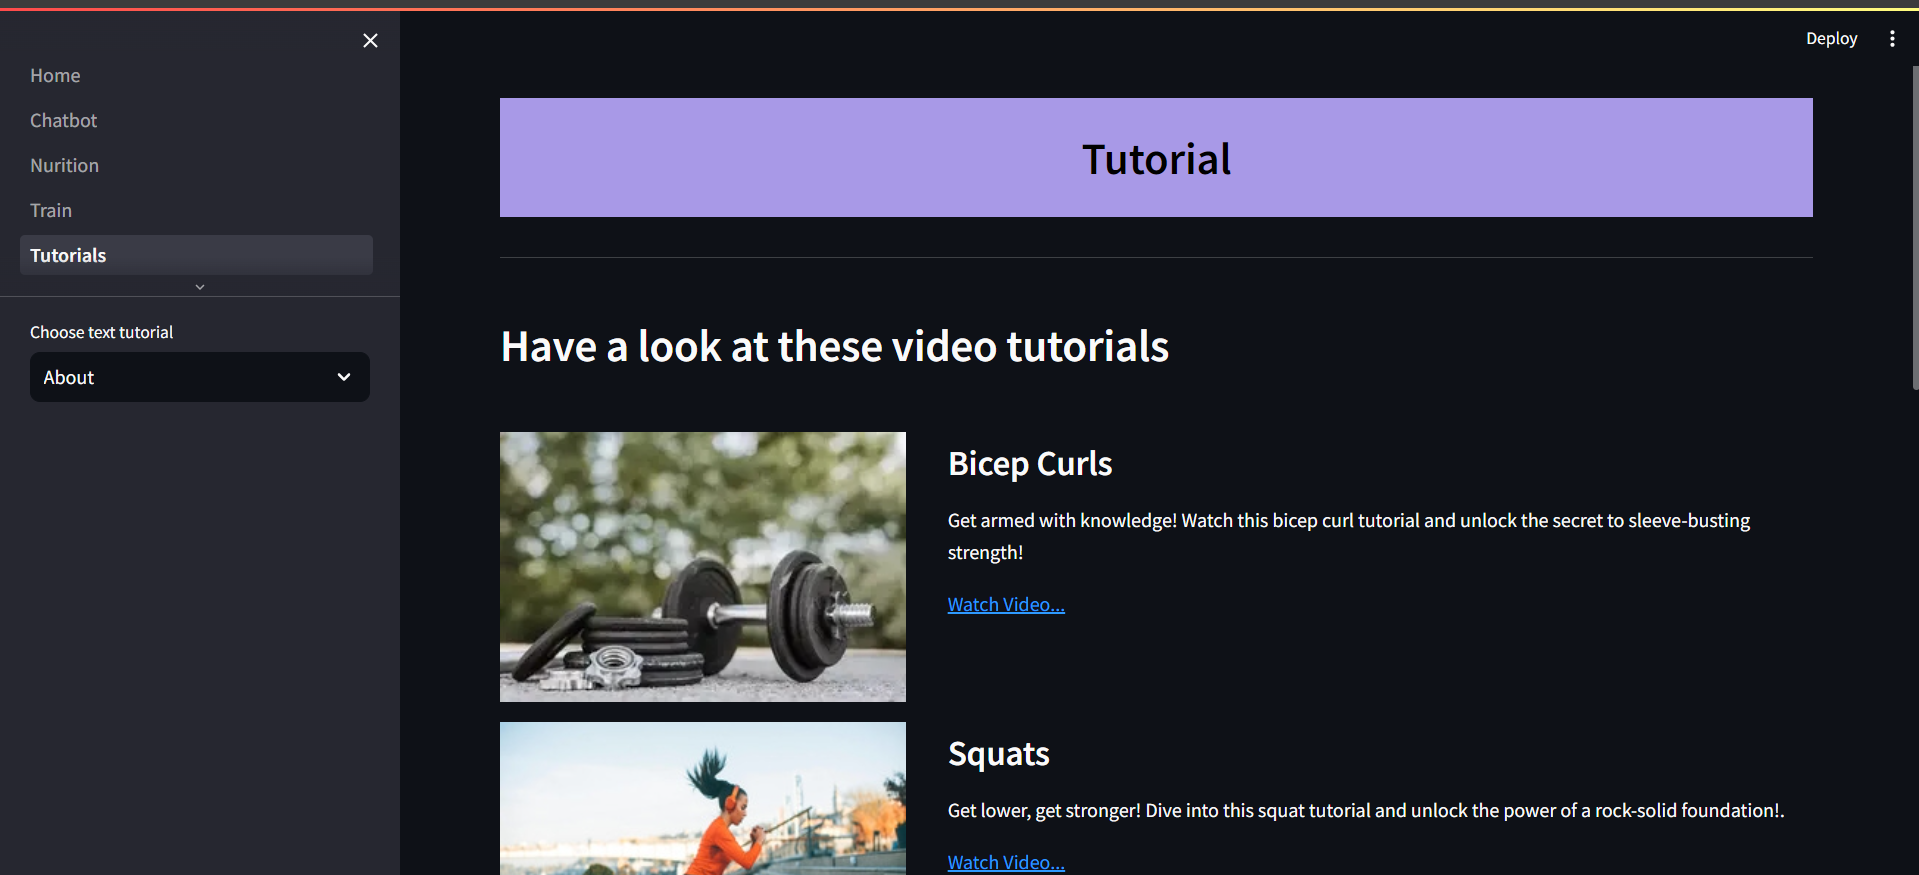 Deploy
Home
Chatbot
Nurition
Train
Tutorials
Choose text tutorial
About
Tutorial
Have a look at these video tutorials
Bicep Curls
Get armed with knowledge! Watch this bicep curl tutorial and unlock the secret to sleeve-busting
strength!
Watch Video...
Squats
Get lower, get stronger! Dive into this squat tutorial and unlock the power of a rock-solid foundation!.
Watch Video...